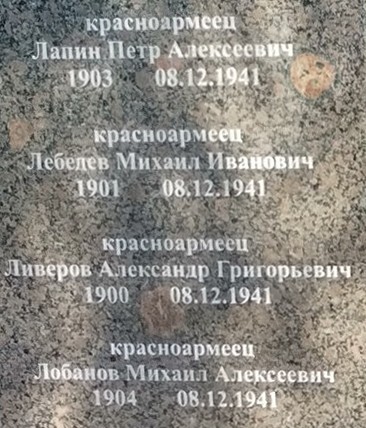 красноармеец
Лапин Петр Алексеевич
1903 08.12.1941
красноармеец
Лебедев Михаил Иванович
1901 08.12.1941
красноармеец
Ливеров Александр Григорьевич
1900 08.12.1941
красноармеец
Лобанов Михаил Алексеевич
1904 08.12.1941